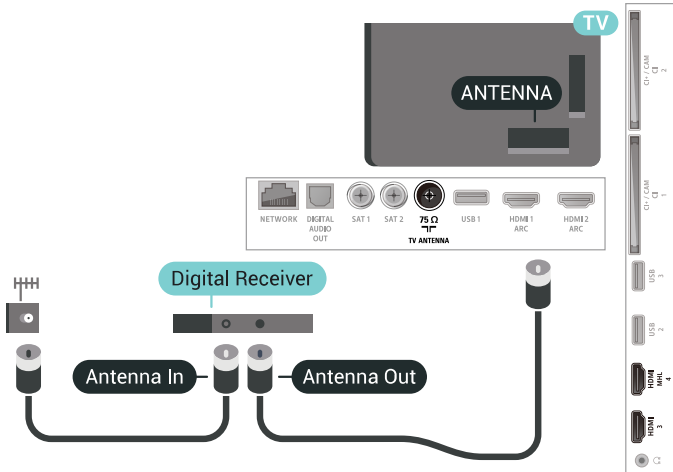 TV
ANTENNA
NETWORK
DIGITAL
AUDIO
OUT
SAT 1
SAT 2
75 Ω
TV ANTENNA
USB 1
HDMI 1
ARC
HDMI 2
ARC
Digital Receiver
Antenna In
Antenna Out
CI+ / CAM
CI
2
CI+ / CAM
CI
1
USB
3
USB
2
HDMI
MHL
4
HDMI
3